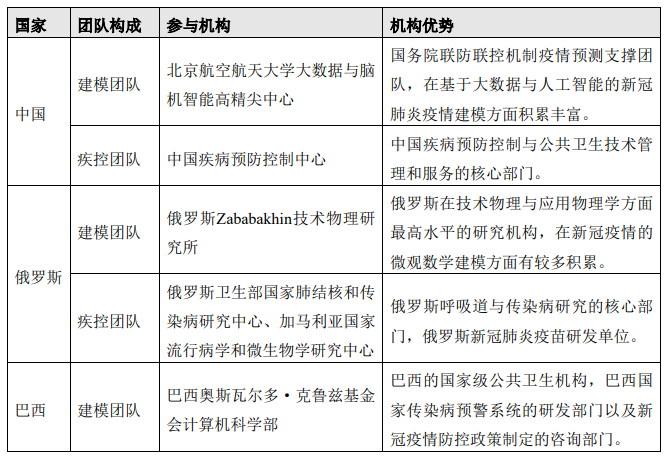 国家 团队构成 参与机构 机构优势
中国
建模团队
北京航空航天大学大数据与脑
机智能高精尖中心
国务院联防联控机制疫情预测支撑团
队，在基于大数据与人工智能的新冠
肺炎疫情建模方面积累丰富。
疾控团队
中国疾病预防控制中心
中国疾病预防控制与公共卫生技术管
理和服务的核心部门。
俄罗斯
建模团队
俄罗斯Zababakhin技术物理研
究所
俄罗斯在技术物理与应用物理学方面
最高水平的研究机构，在新冠疫情的
微观数学建模方面有较多积累。
疾控团队
俄罗斯卫生部国家肺结核和传
染病研究中心、加马利亚国家
流行病学和微生物学研究中心
俄罗斯呼吸道与传染病研究的核心部
门，俄罗斯新冠肺炎疫苗研发单位。
巴西
建模团队
巴西奥斯瓦尔多·克鲁兹基金
会计算机科学部
巴西的国家级公共卫生机构，巴西国
家传染病预警系统的研发部门以及新
冠疫情防控政策制定的咨询部门。